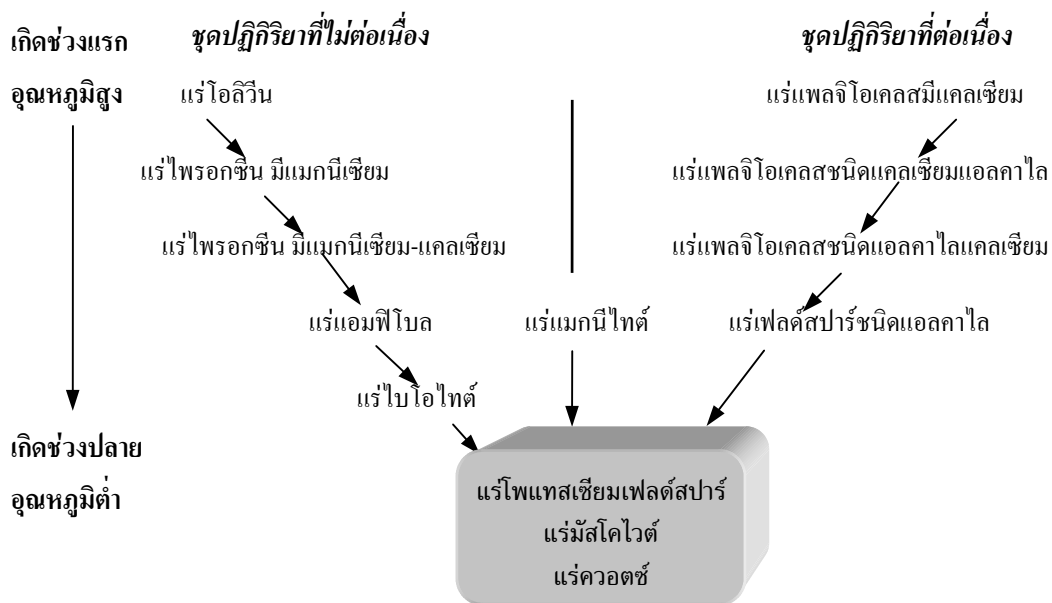 เกิดช่วงแรก
อุณหภูมิสูง
ชุดปฏิกิริยาที่ไม่ต่อเนื่อง
ชุดปฏิกิริยาที่ต่อเนื่อง
แร่โอลิวีน
แร่แพลจิโอเคลสมีแคลเซียม
แร่ไพรอกซีน มีแมกนีเซียม
แร่แพลจิโอเคลสชนิดแคลเซียมแอลคาไล
แร่ไพรอกซีน มีแมกนีเซียม-แคลเซียม
แร่แพลจิโอเคลสชนิดแอลคาไลแคลเซียม
แร่แอมฟิโบล
แร่แมกนีไทต์
แร่เฟลด์สปาร์ชนิดแอลคาไล
แร่ไบโอไทต์
เกิดช่วงปลาย
อุณหภูมิต่ำ
แร่โพแทสเซียมเฟลด์สปาร์
แร่มัสโคไวต์
แร่ควอตซ์